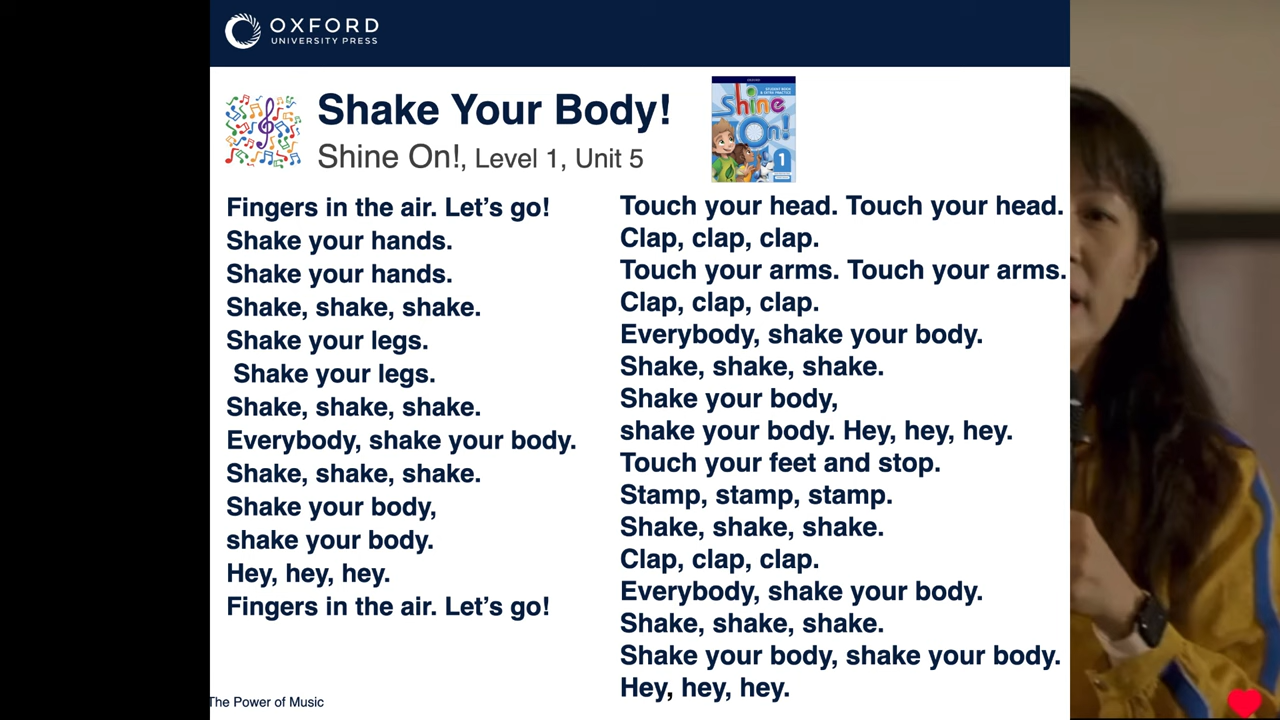 OXFORD
UNIVERSITY PRESS
Shake Your Body!
Shine On!, Level 1, Unit 5
shine
On!
1
Fingers in the air. Let's go!
Shake your hands.
Shake your hands.
Shake, shake, shake.
Shake your legs.
Shake your legs.
Shake, shake, shake.
Everybody, shake your body.
Shake, shake, shake.
Shake your body,
shake your body.
Hey, hey, hey.
Fingers in the air. Let's go!
Touch your head. Touch your head.
Clap, clap, clap.
Touch your arms. Touch your arms.
Clap, clap, clap.
Everybody, shake your body.
Shake, shake, shake.
Shake your body,
shake your body. Hey, hey, hey.
Touch your feet and stop.
Stamp, stamp, stamp.
Shake, shake, shake.
Clap, clap, clap.
Everybody, shake your body.
Shake, shake, shake.
Shake your body, shake your body.
Hey, hey, hey.
The Power of Music